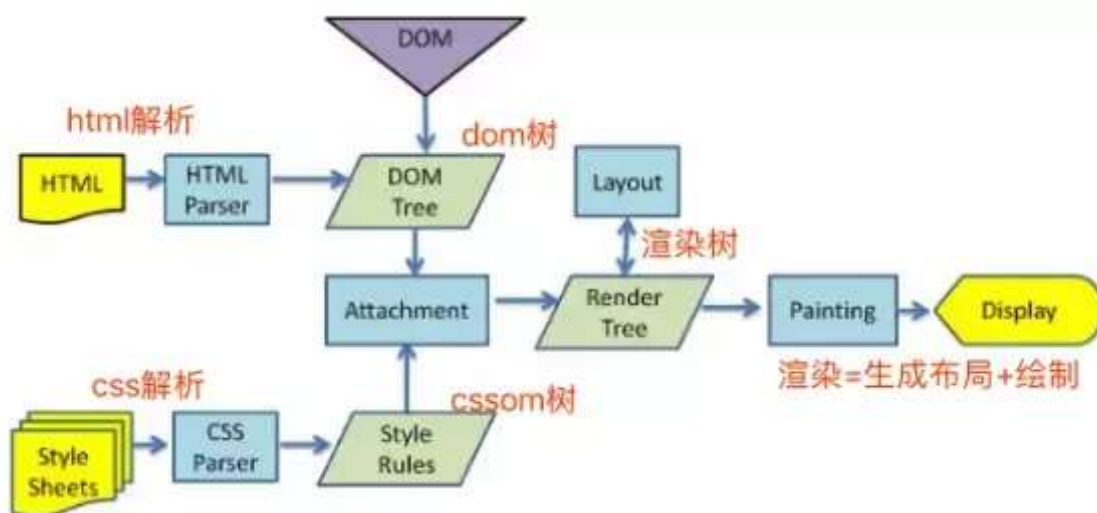 DOM
html解析
dom树
HTML
HTML
Parser
DOM
Tree
Layout
渲染树
Attachment
Render
Tree
Painting
Display
渲染=生成布局+绘制
css解析
cssom树
Style
Sheets
CSS
Parser
Style
Rules